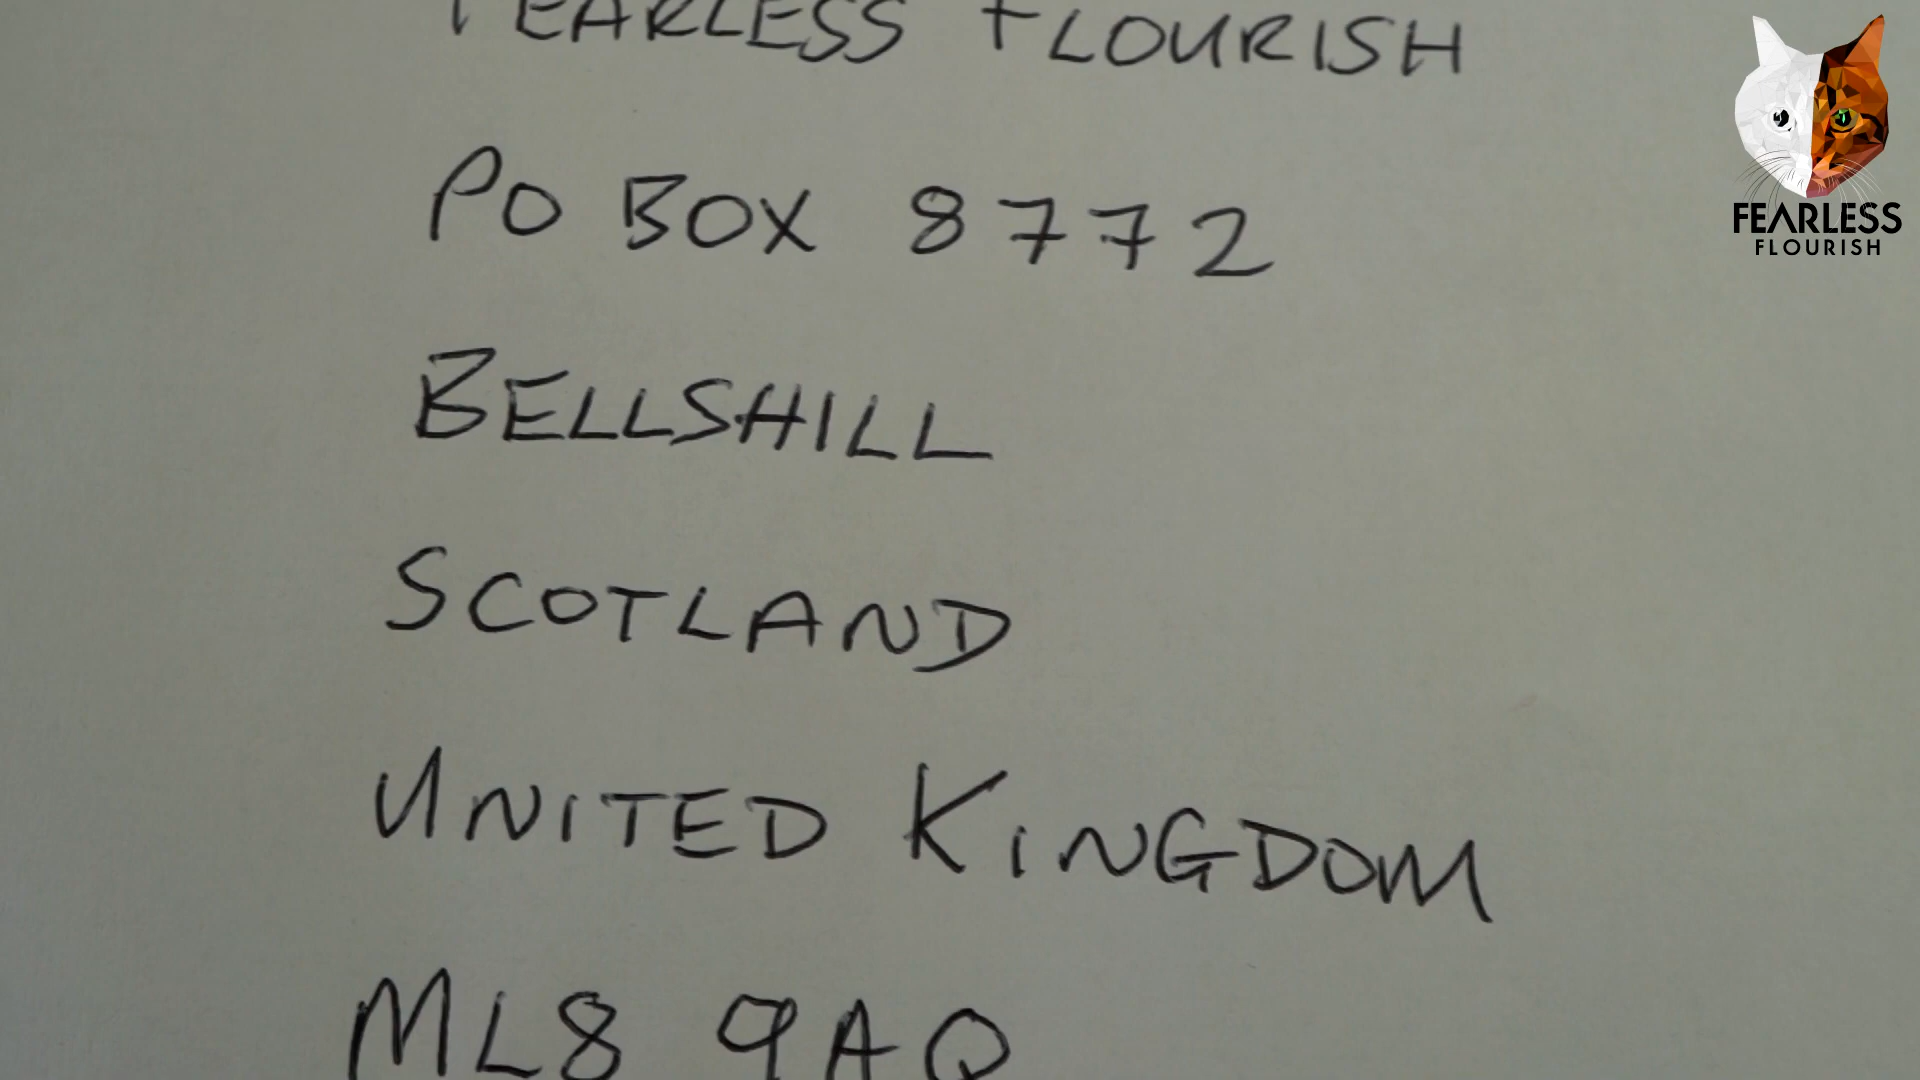 FEARLESS FLOURISH
PO BOX 8772
BELLSHILL
SCOTLAND
UNITED KINGDOM
ML8 9AQ
FEARLESS
FLOURISH